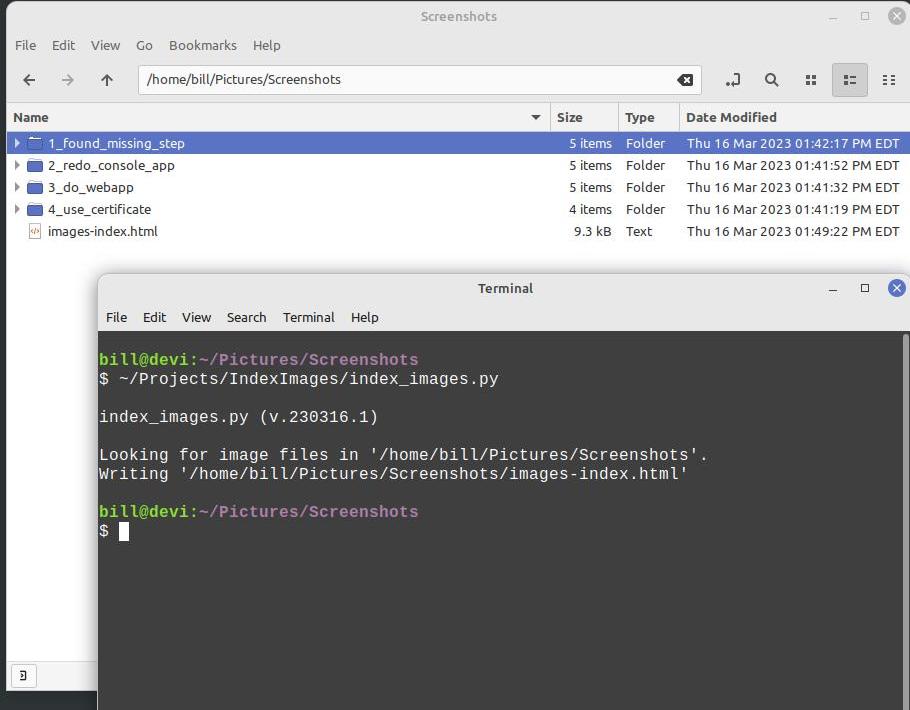 Screenshots
File Edit View Go Bookmarks Help
/home/bill/Pictures/Screenshots
Name Size Type Date Modified
1_found_missing_step 5 items Folder Thu 16 Mar 2023 01:42:17 PM EDT
2_redo_console_app 5 items Folder Thu 16 Mar 2023 01:41:52 PM EDT
3_do_webapp 5 items Folder Thu 16 Mar 2023 01:41:32 PM EDT
4_use_certificate 4 items Folder Thu 16 Mar 2023 01:41:19 PM EDT
images-index.html 9.3 kB Text Thu 16 Mar 2023 01:49:22 PM EDT
Terminal
File Edit View Search Terminal Help
bill@devi:~/Pictures/Screenshots
$ ~/Projects/IndexImages/index_images.py
index_images.py (v.230316.1)
Looking for image files in '/home/bill/Pictures/Screenshots'.
Writing '/home/bill/Pictures/Screenshots/images-index.html'
bill@devi:~/Pictures/Screenshots
$